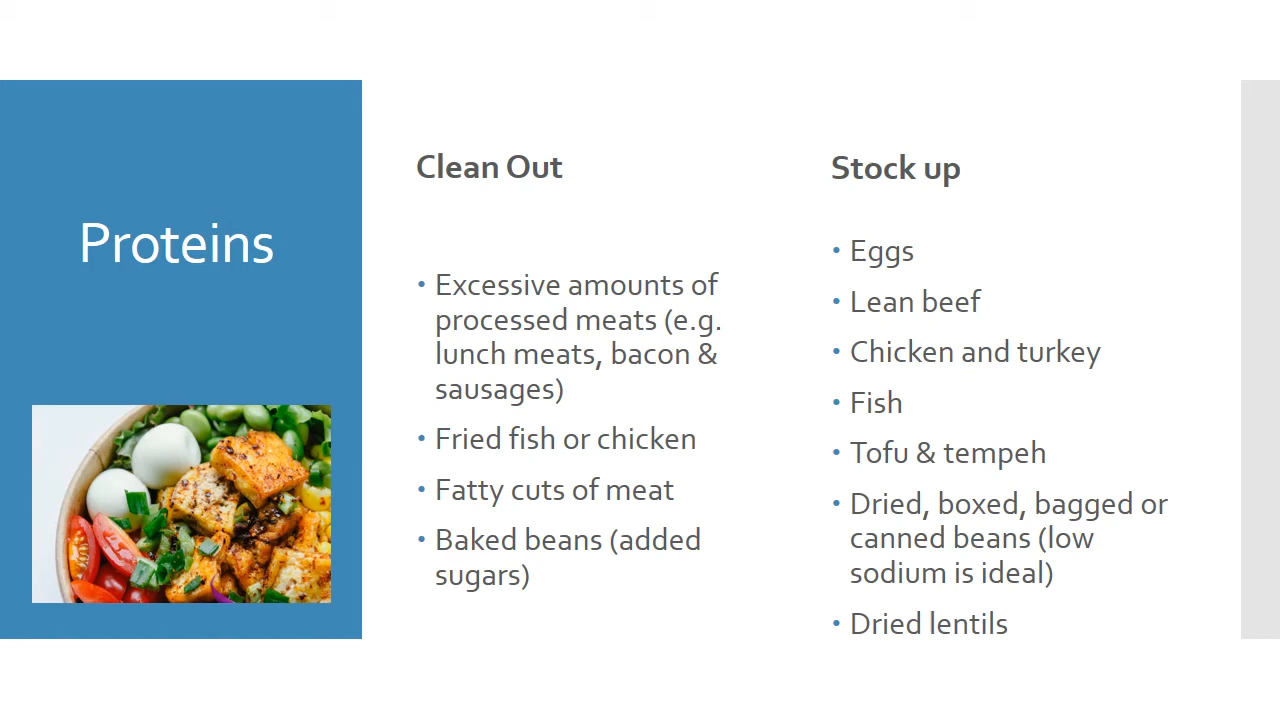 Proteins
Clean Out
• Excessive amounts of
processed meats (e.g.
lunch meats, bacon &
sausages)
• Fried fish or chicken
• Fatty cuts of meat
• Baked beans (added
sugars)
Stock up
• Eggs
• Lean beef
• Chicken and turkey
• Fish
• Tofu & tempeh
• Dried, boxed, bagged or
canned beans (low
sodium is ideal)
• Dried lentils